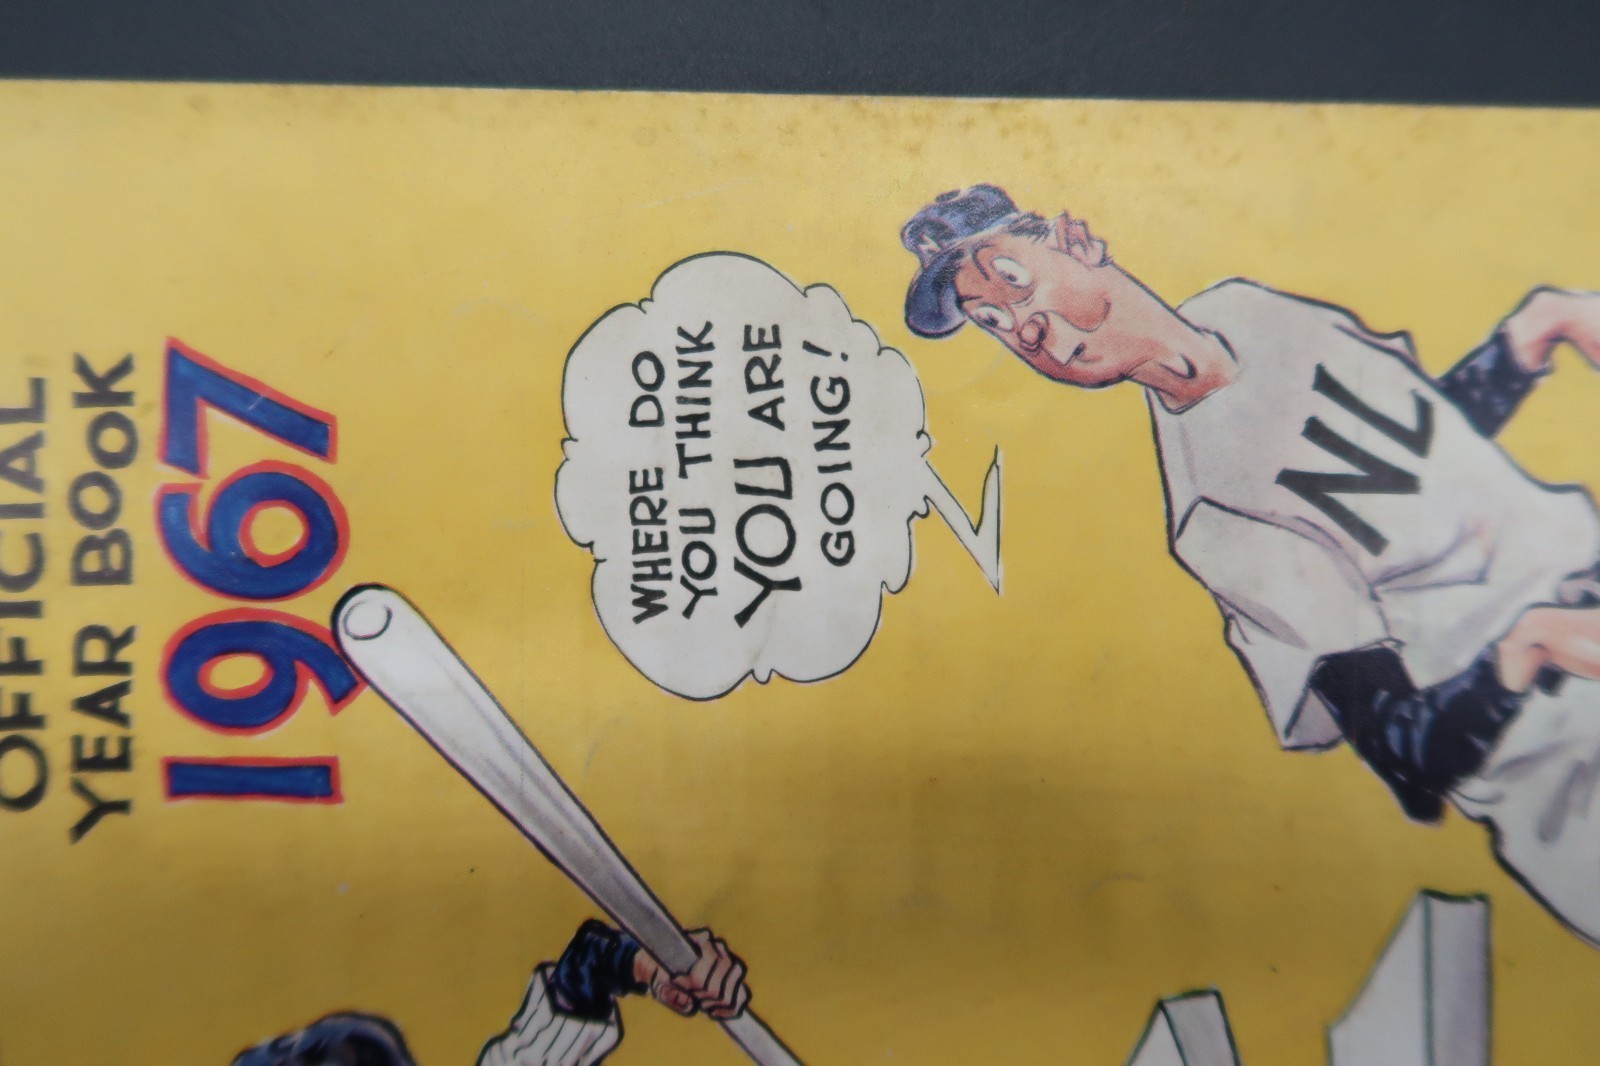 OFFICIAL
YEAR BOOK
1967
WHERE DO
YOU THINK
YOU ARE
GOING!
NL